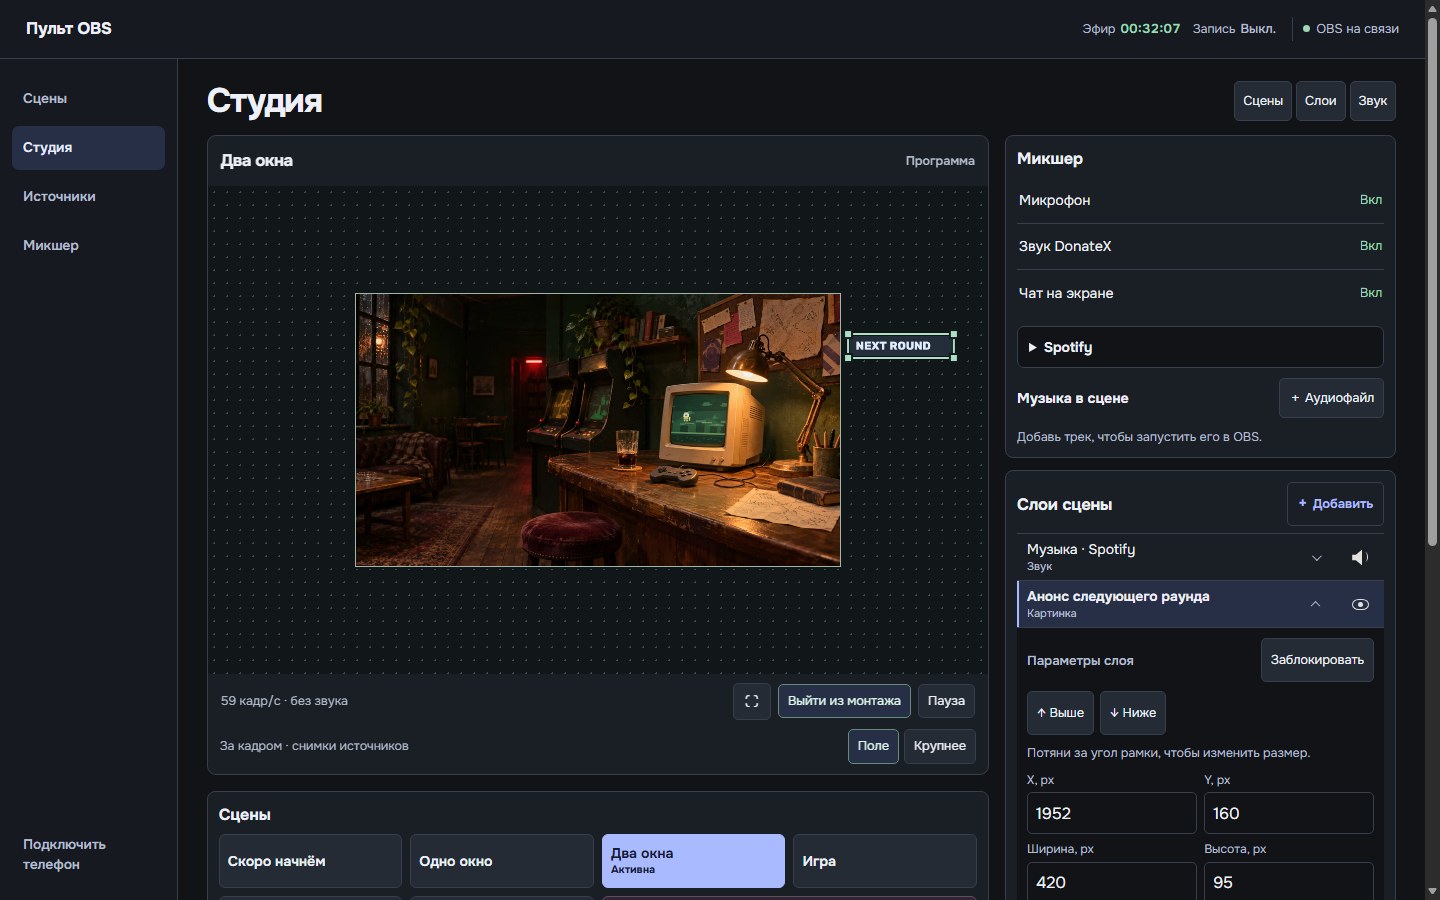 Пульт OBS
Эфир 00:32:07 Запись Выкл. OBS на связи
Сцены
Студия
Источники
Микшер
Подключить
телефон
Студия
Сцены Слои Звук
Два окна Программа
NEXT ROUND
59 кадр/с · без звука Выйти из монтажа Пауза
За кадром · снимки источников Поле Крупнее
Сцены
Скоро начнём Одно окно Два окна Игра
Активна
Микшер
Микрофон Вкл
Звук DonateX Вкл
Чат на экране Вкл
Spotify
Музыка в сцене + Аудиофайл
Добавь трек, чтобы запустить его в OBS.
Слои сцены + Добавить
Музыка · Spotify
Звук
Анонс следующего раунда
Картинка
Параметры слоя Заблокировать
↑ Выше ↓ Ниже
Потяни за угол рамки, чтобы изменить размер.
X, px Y, px
1952 160
Ширина, px Высота, px
420 95